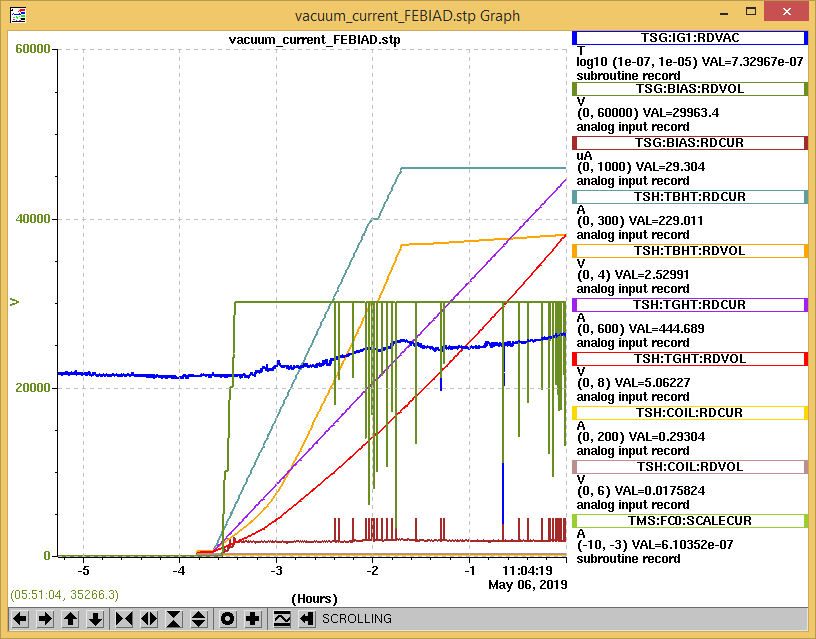 vacuum_current_FEBIAD.stp Graph
vacuum_current_FEBIAD.stp
60000
40000
V
20000
0
-5
-4
-3
-2
-1
11:04:19
May 06, 2019
(Hours)
(05:51:04, 35266.3)
TSG:IG1:RDVAC
T
log10 (1e-07, 1e-05) VAL=7.32967e-07
subroutine record
TSG:BIAS:RDVOL
V
(0, 60000) VAL=29963.4
analog input record
TSG:BIAS:RDCUR
uA
(0, 1000) VAL=29.304
analog input record
TSH:TBHT:RDCUR
A
(0, 300) VAL=229.011
analog input record
TSH:TBHT:RDVOL
V
(0, 4) VAL=2.52991
analog input record
TSH:TGHT:RDCUR
A
(0, 600) VAL=444.689
analog input record
TSH:TGHT:RDVOL
V
(0, 8) VAL=5.06227
analog input record
TSH:COIL:RDCUR
A
(0, 200) VAL=0.29304
analog input record
TSH:COIL:RDVOL
V
(0, 6) VAL=0.0175824
analog input record
TMS:FC0:SCALECUR
A
(-10, -3) VAL=6.10352e-07
subroutine record
SCROLLING